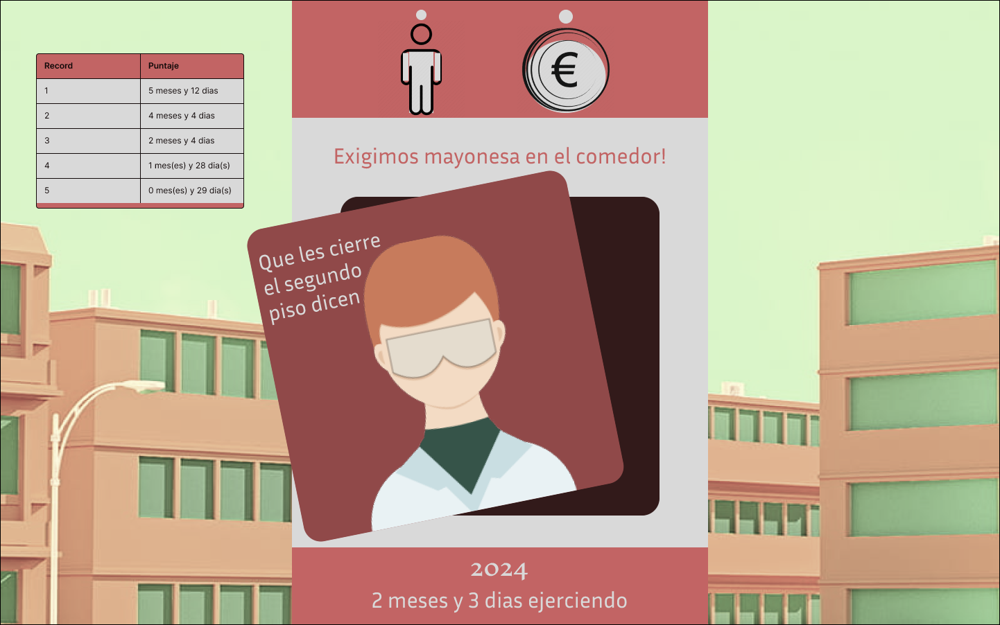 Record Puntaje
1 5 meses y 12 dias
2 4 meses y 4 dias
3 2 meses y 4 dias
4 1 mes(es) y 28 dia(s)
5 0 mes(es) y 29 dia(s)
€
Exigimos mayonesa en el comedor!
Que les cierre
el segundo
piso dicen
2024
2 meses y 3 dias ejerciendo